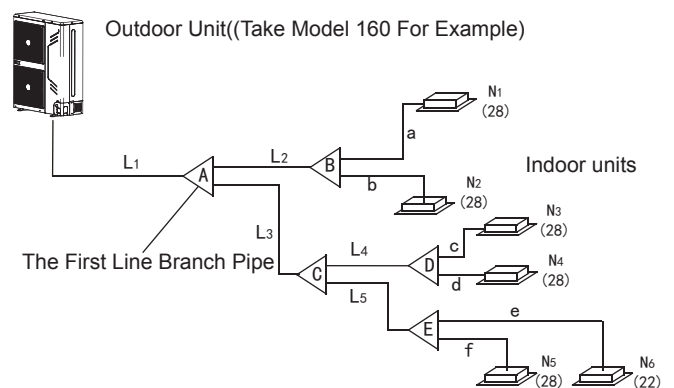 Outdoor Unit((Take Model 160 For Example)
N1
(28)
a
L1
L2
A
B
b
N2
(28)
Indoor units
L3
The First Line Branch Pipe
L4
C
D
c
N3
(28)
d
N4
(28)
L5
E
e
f
N5
(28)
N6
(22)